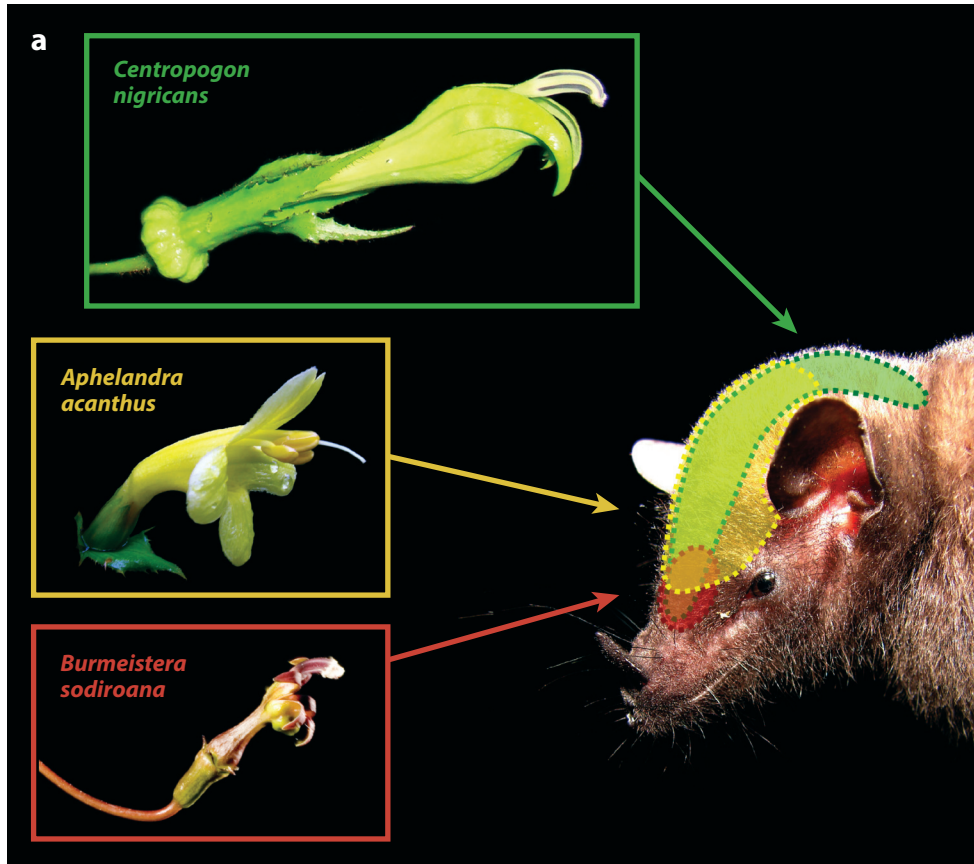 a
Centropogon
nigricans
Aphelandra
acanthus
Burmeistera
sodiroana